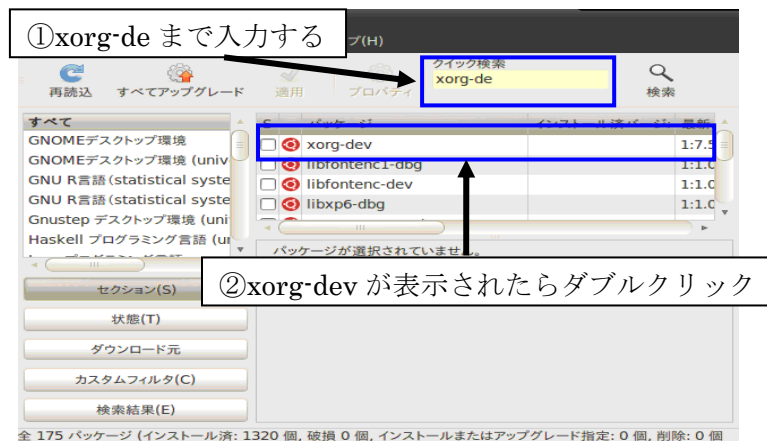 ①xorg-de まで入力する
プ(H)
クイック検索
xorg-de
再読込 すべてアップグレード 適用 プロパティ 検索
すべて
S パッケージ インストール済バージ: 最新
GNOMEデスクトップ環境
xorg-dev 1:7.5
GNOMEデスクトップ環境 (univ
libfontenc1-dbg 1:1.0
GNU R言語(statistical syste
libfontenc-dev 1:1.0
GNU R言語(statistical syste
libxp6-dbg 1:1.0
Gnustep デスクトップ環境 (uni
Haskell プログラミング言語 (un
パッケージが選択されていません。
②xorg-dev が表示されたらダブルクリック
セクション(S)
状態(T)
ダウンロード元
カスタムフィルタ(C)
検索結果(E)
全 175 パッケージ (インストール済: 1320 個, 破損 0 個, インストールまたはアップグレード指定: 0 個, 削除: 0 個